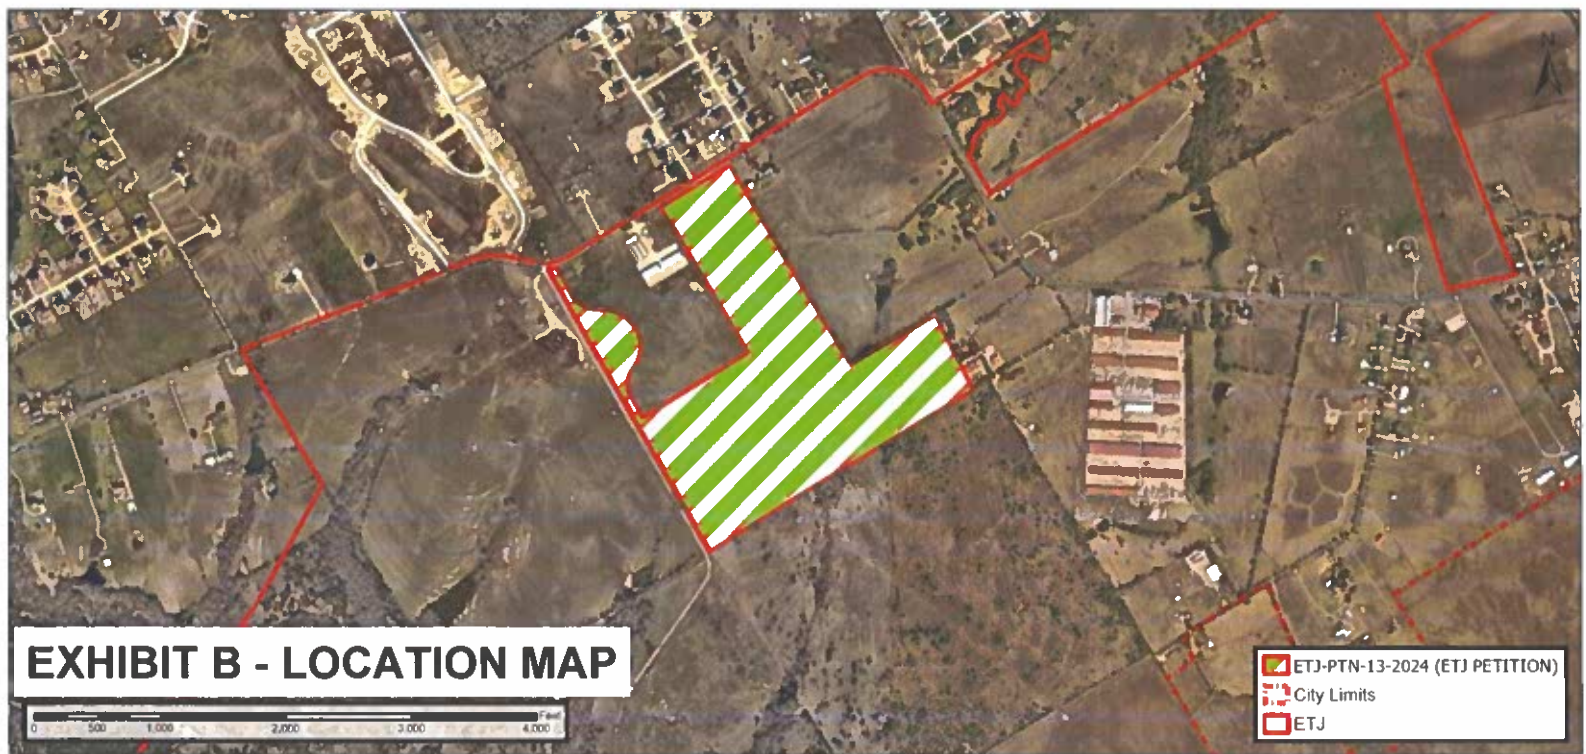 N
EXHIBIT B - LOCATION MAP
Feet
0 500 1,000 2,000 3,000 4,000
ETJ-PTN-13-2024 (ETJ PETITION)
City Limits
ETJ